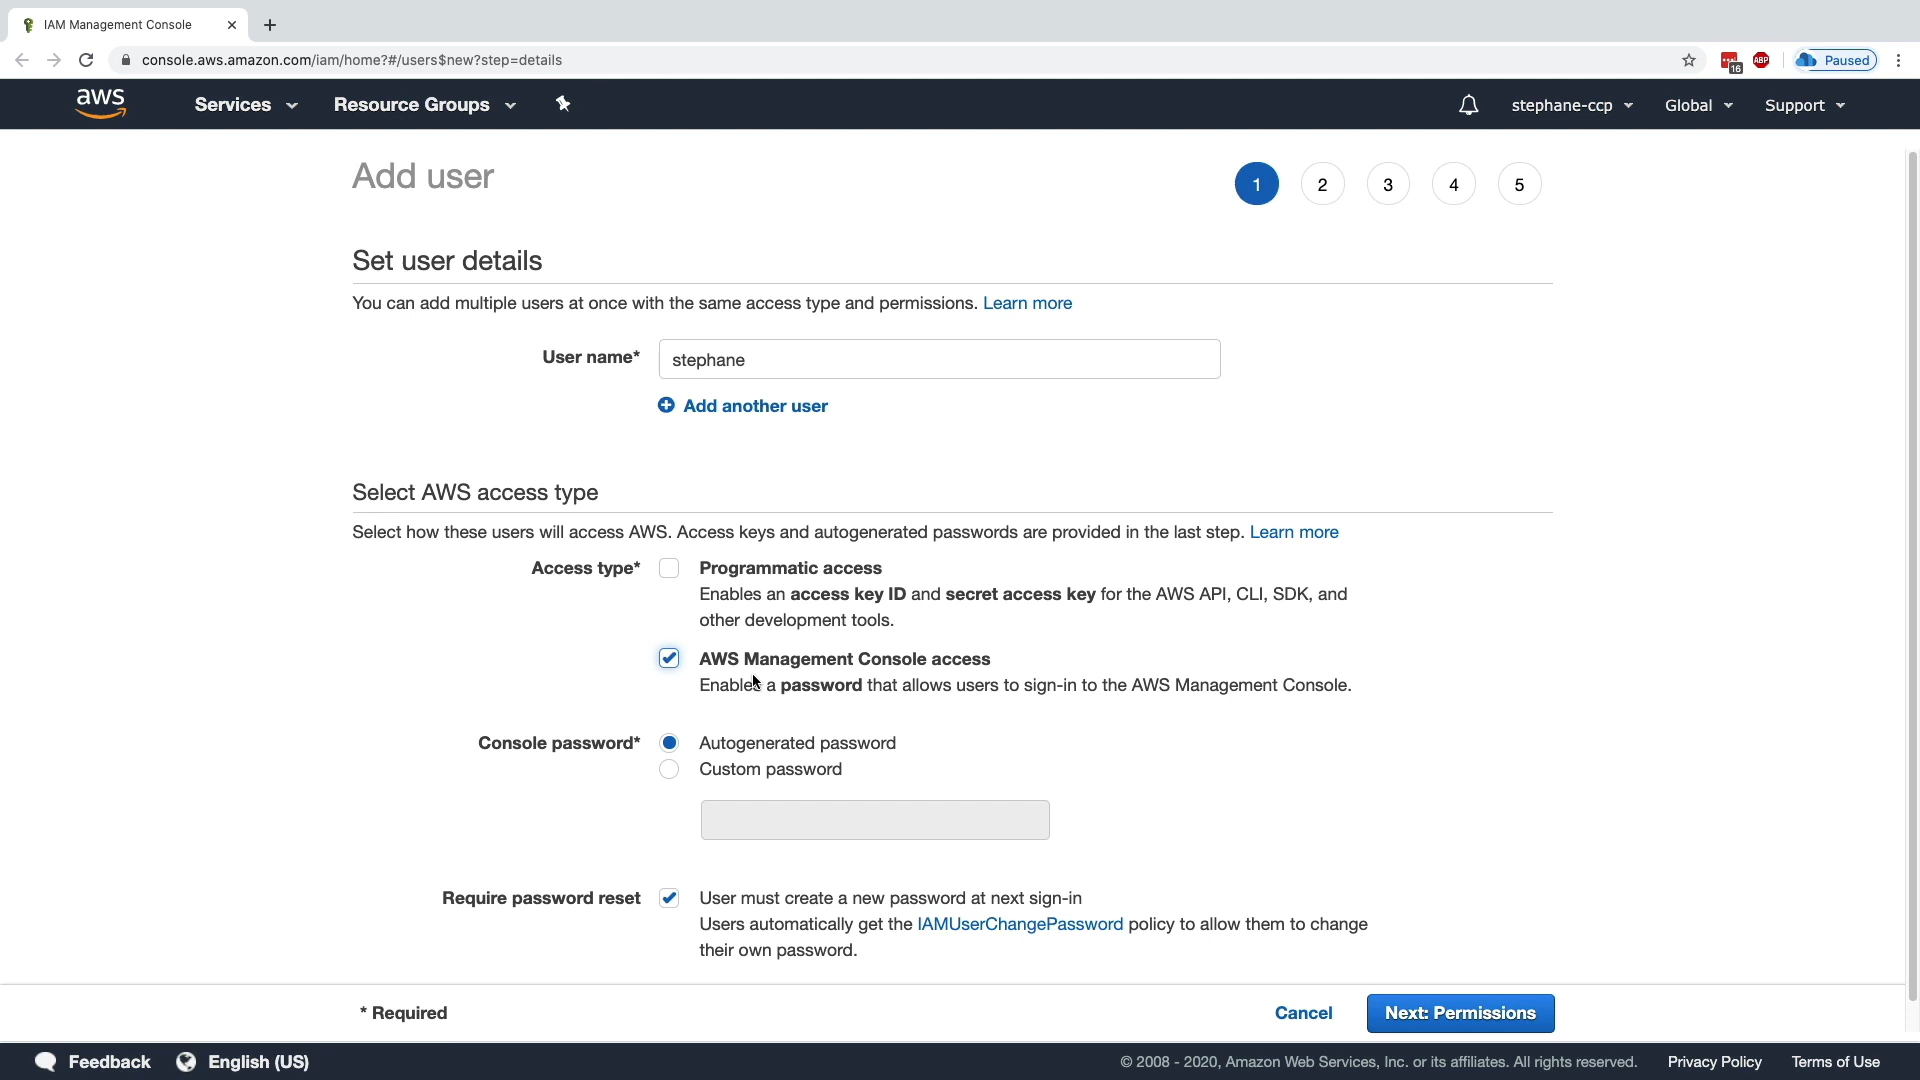 IAM Management Console
console.aws.amazon.com/iam/home?#/users$new?step=details
16
ABP
Paused
aws
Services
Resource Groups
stephane-ccp
Global
Support
Add user
1
2
3
4
5
Set user details
You can add multiple users at once with the same access type and permissions. Learn more
User name*
stephane
Add another user
Select AWS access type
Select how these users will access AWS. Access keys and autogenerated passwords are provided in the last step. Learn more
Access type*
Programmatic access
Enables an access key ID and secret access key for the AWS API, CLI, SDK, and
other development tools.
AWS Management Console access
Enables a password that allows users to sign-in to the AWS Management Console.
Console password*
Autogenerated password
Custom password
Require password reset
User must create a new password at next sign-in
Users automatically get the IAMUserChangePassword policy to allow them to change
their own password.
* Required
Cancel
Next: Permissions
Feedback
English (US)
© 2008 - 2020, Amazon Web Services, Inc. or its affiliates. All rights reserved.
Privacy Policy
Terms of Use